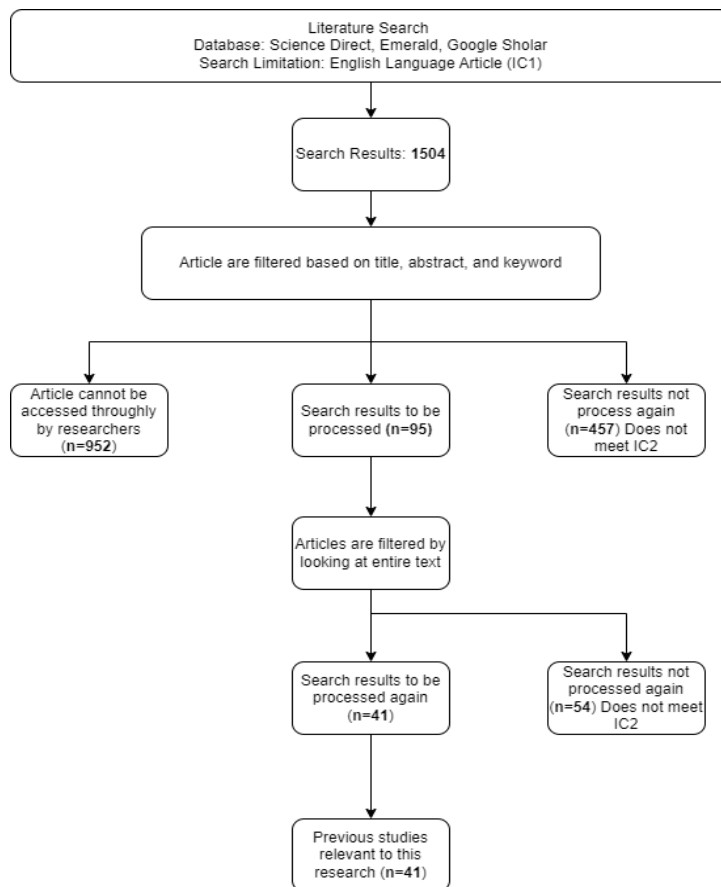 Literature Search
Database: Science Direct, Emerald, Google Sholar
Search Limitation: English Language Article (IC1)
Search Results: 1504
Article are filtered based on title, abstract, and keyword
Article cannot be
accessed throughly
by researchers
(n=952)
Search results to be
processed (n=95)
Search results not
process again
(n=457) Does not
meet IC2
Articles are filtered by
looking at entire text
Search results to be
processed again
(n=41)
Search results not
processed again
(n=54) Does not meet
IC2
Previous studies
relevant to this
research (n=41)